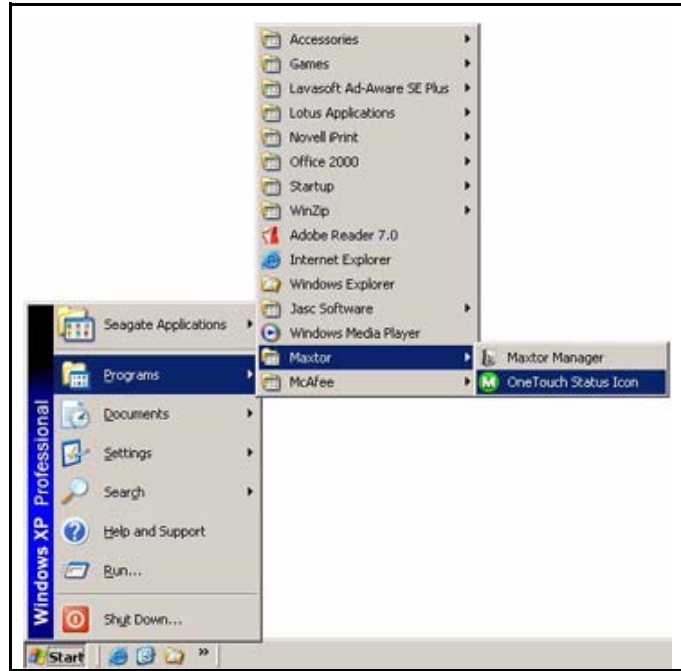 Accessories
Games
Lavasoft Ad-Aware SE Plus
Lotus Applications
Novell iPrint
Office 2000
Startup
WinZip
Adobe Reader 7.0
Internet Explorer
Windows Explorer
Jasc Software
Windows Media Player
Maxtor
McAfee
Maxtor Manager
OneTouch Status Icon
Seagate Applications
Programs
Documents
Settings
Search
Help and Support
Run...
Shut Down...
Windows XP Professional
Start
»